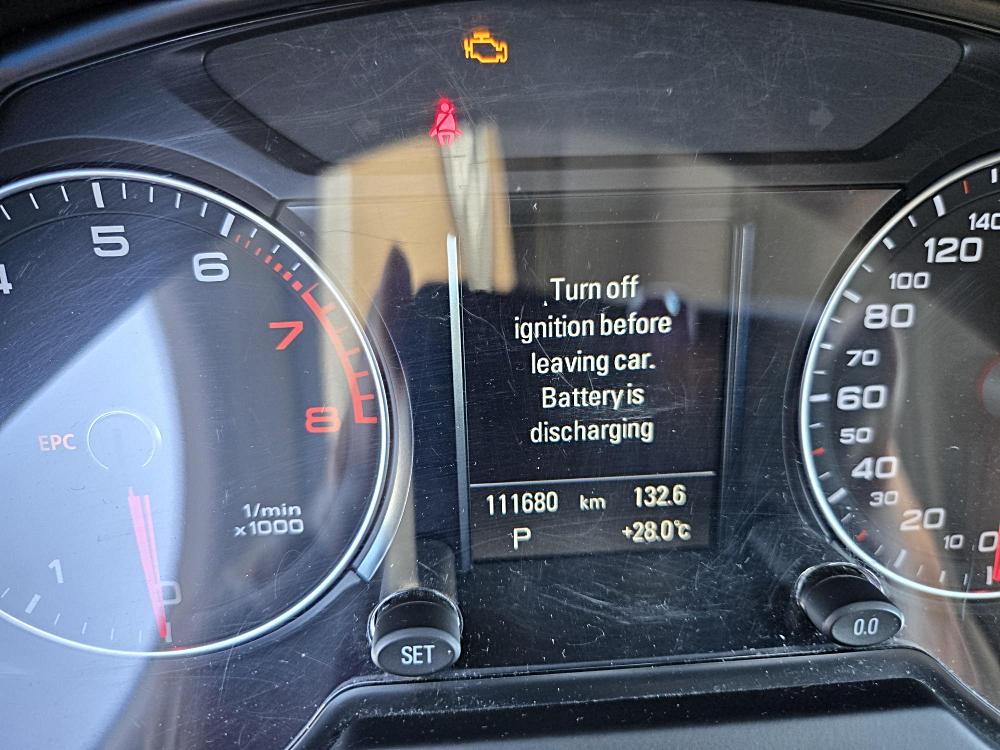 5
6
7
8
EPC
1/min
x1000
1
0
Turn off
ignition before
leaving car.
Battery is
discharging
111680 km 132.6
P +28.0°C
140
120
100
80
70
60
50
40
30
20
10 0
SET
0.0